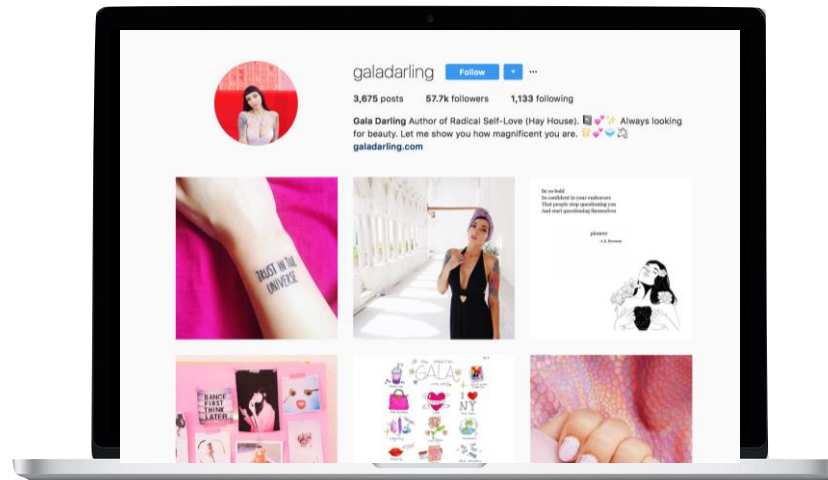 galadarling Follow
3,675 posts 57.7k followers 1,133 following
Gala Darling Author of Radical Self-Love (Hay House). 📓💕✨ Always looking
for beauty. Let me show you how magnificent you are.
galadarling.com
TRUST IN THE
UNIVERSE
Be so bold
So confident in your endeavors
That people stop questioning you
And start questioning themselves
pioneer
DANCE
FIRST
THINK
LATER
GALA
I ❤ NY